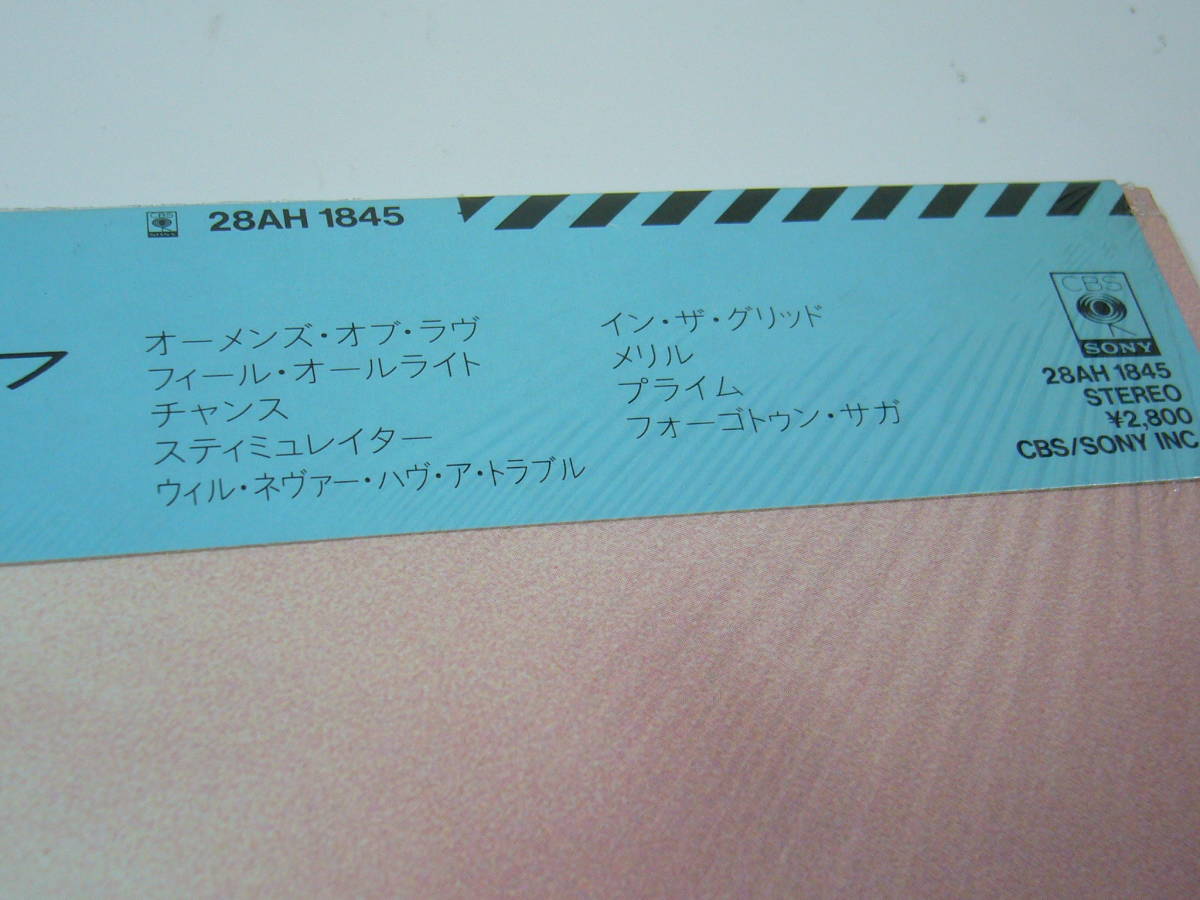 CBS
SONY
28AH 1845
フ
オーメンズ・オブ・ラヴ
フィール・オールライト
チャンス
スティミュレイター
ウィル・ネヴァー・ハヴ・ア・トラブル
イン・ザ・グリッド
メリル
プライム
フォーゴトゥン・サガ
CBS
SONY
28AH 1845
STEREO
¥2,800
CBS/SONY INC